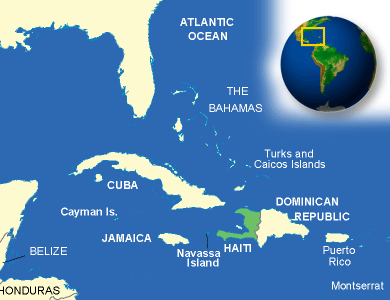 ATLANTIC
OCEAN
THE
BAHAMAS
Turks and
Caicos Islands
CUBA
DOMINICAN
REPUBLIC
Cayman Is.
JAMAICA
HAITI
Navassa
Island
Puerto
Rico
BELIZE
Montserrat
HONDURAS